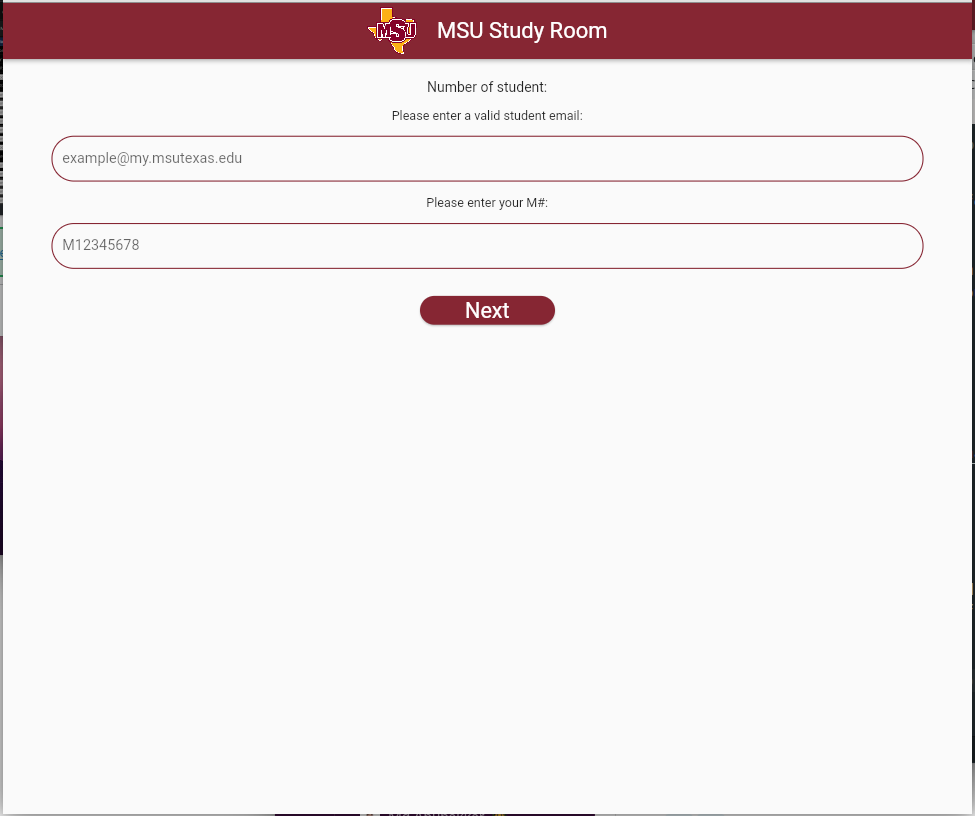 MSU
MSU Study Room
Number of student:
Please enter a valid student email:
example@my.msutexas.edu
Please enter your M#:
M12345678
Next